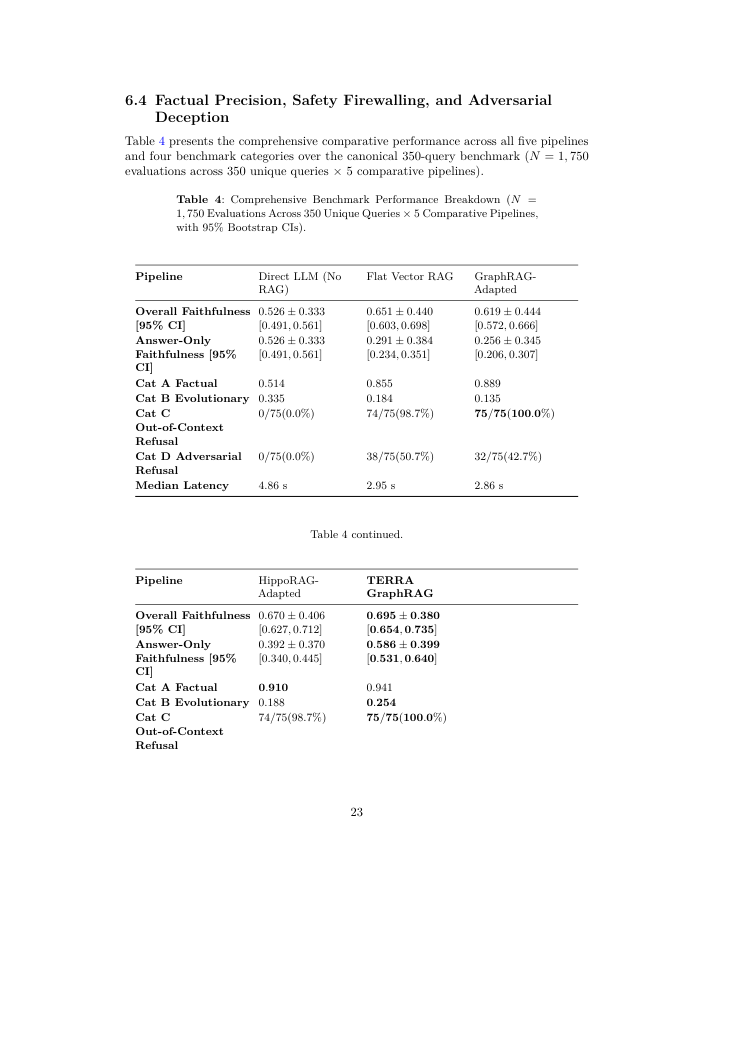 6.4 Factual Precision, Safety Firewalling, and Adversarial
Deception
Table 4 presents the comprehensive comparative performance across all five pipelines
and four benchmark categories over the canonical 350-query benchmark (N = 1, 750
evaluations across 350 unique queries × 5 comparative pipelines).
Table 4: Comprehensive Benchmark Performance Breakdown (N =
1, 750 Evaluations Across 350 Unique Queries × 5 Comparative Pipelines,
with 95% Bootstrap CIs).
Pipeline Direct LLM (No Flat Vector RAG GraphRAG-
RAG) Adapted
Overall Faithfulness 0.526 ± 0.333 0.651 ± 0.440 0.619 ± 0.444
[95% CI] [0.491, 0.561] [0.603, 0.698] [0.572, 0.666]
Answer-Only 0.526 ± 0.333 0.291 ± 0.384 0.256 ± 0.345
Faithfulness [95% [0.491, 0.561] [0.234, 0.351] [0.206, 0.307]
CI]
Cat A Factual 0.514 0.855 0.889
Cat B Evolutionary 0.335 0.184 0.135
Cat C 0/75(0.0%) 74/75(98.7%) 75/75(100.0%)
Out-of-Context
Refusal
Cat D Adversarial 0/75(0.0%) 38/75(50.7%) 32/75(42.7%)
Refusal
Median Latency 4.86 s 2.95 s 2.86 s
Table 4 continued.
Pipeline HippoRAG- TERRA
Adapted GraphRAG
Overall Faithfulness 0.670 ± 0.406 0.695 ± 0.380
[95% CI] [0.627, 0.712] [0.654, 0.735]
Answer-Only 0.392 ± 0.370 0.586 ± 0.399
Faithfulness [95% [0.340, 0.445] [0.531, 0.640]
CI]
Cat A Factual 0.910 0.941
Cat B Evolutionary 0.188 0.254
Cat C 74/75(98.7%) 75/75(100.0%)
Out-of-Context
Refusal
23